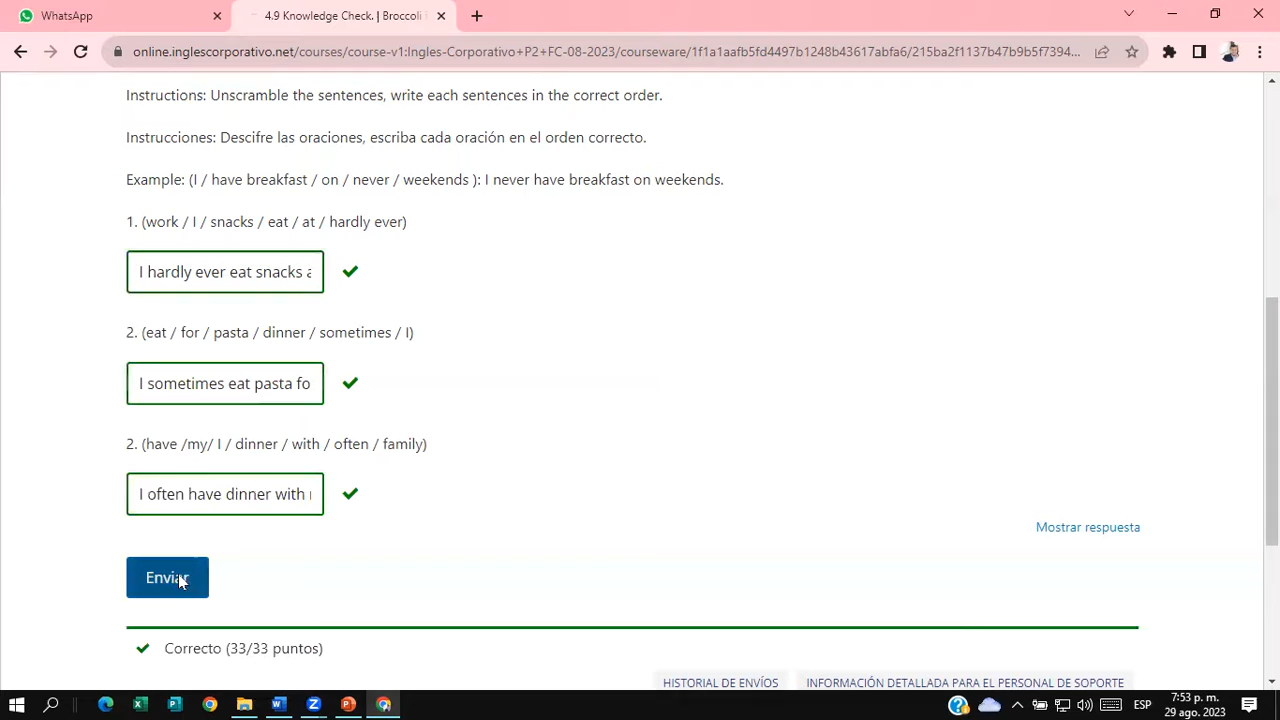 WhatsApp
4.9 Knowledge Check. | Broccoli
online.inglescorporativo.net/courses/course-v1:Ingles-Corporativo+P2+FC-08-2023/courseware/1f1a1aafb5fd4497b1248b43617abfa6/215ba2f1137b47b9b5f7394...
Instructions: Unscramble the sentences, write each sentences in the correct order.
Instrucciones: Descifre las oraciones, escriba cada oración en el orden correcto.
Example: (I / have breakfast / on / never / weekends ): I never have breakfast on weekends.
1. (work / I / snacks / eat / at / hardly ever)
I hardly ever eat snacks a
2. (eat / for / pasta / dinner / sometimes / I)
I sometimes eat pasta fo
2. (have /my/ I / dinner / with / often / family)
I often have dinner with
Mostrar respuesta
Enviar
Correcto (33/33 puntos)
HISTORIAL DE ENVÍOS
INFORMACIÓN DETALLADA PARA EL PERSONAL DE SOPORTE
ESP
7:53 p. m.
29 ago. 2023